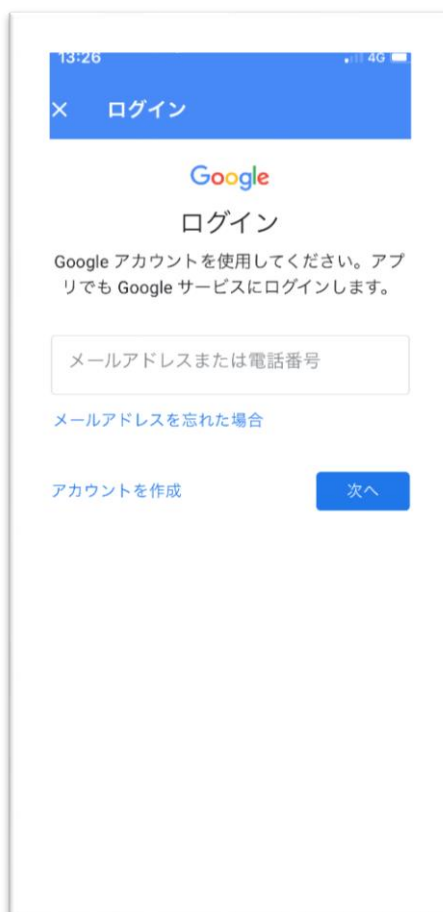 13:26 4G
× ログイン
Google
ログイン
Google アカウントを使用してください。アプ
リでも Google サービスにログインします。
メールアドレスまたは電話番号
メールアドレスを忘れた場合
アカウントを作成 次へ